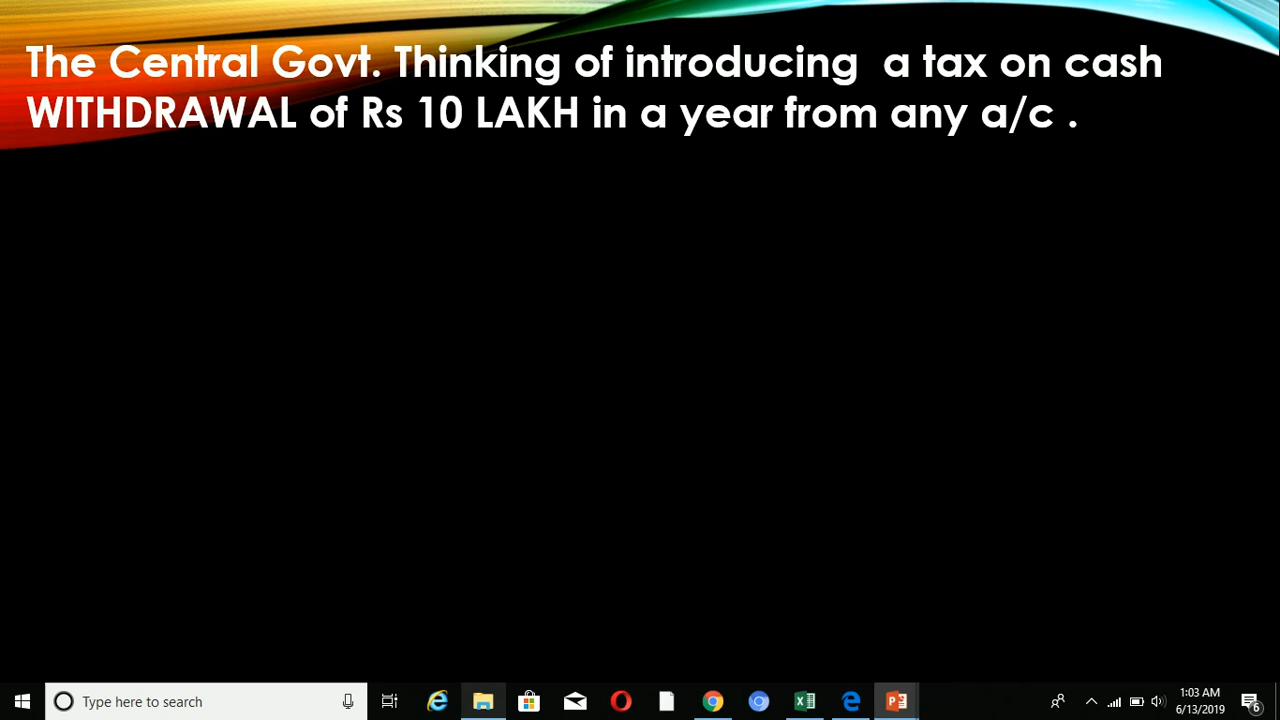 The Central Govt. Thinking of introducing  a tax on cash
WITHDRAWAL of Rs 10 LAKH in a year from any a/c .
Type here to search
1:03 AM
6/13/2019
6